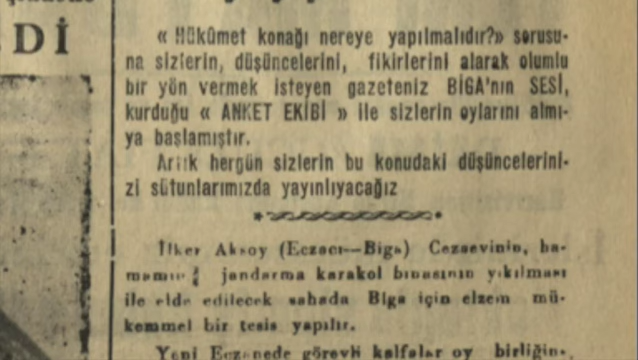 Dİ
« Hükûmet konağı nereye yapılmalıdır?» sorusu-
na sizlerin, düşüncelerini, fikirlerini alarak olumlu
bir yön vermek isteyen gazeteniz BİGA'nın SESİ,
kurduğu « ANKET EKİBİ » ile sizlerin oylarını almı-
ya başlamıştır.
Artık hergün sizlerin bu konudaki düşüncelerini-
zi sütunlarımızda yayınlıyacağız
İlker Aksoy (Eczacı—Biga) Cezaevinin, ha-
mamın jandarma karakol binasının yıkılması
ile elde edilecek sahada Biga için elzem mü-
kemmel bir tesis yapılır.
Yeni Eczanede görevli kalfalar oy birliğin-